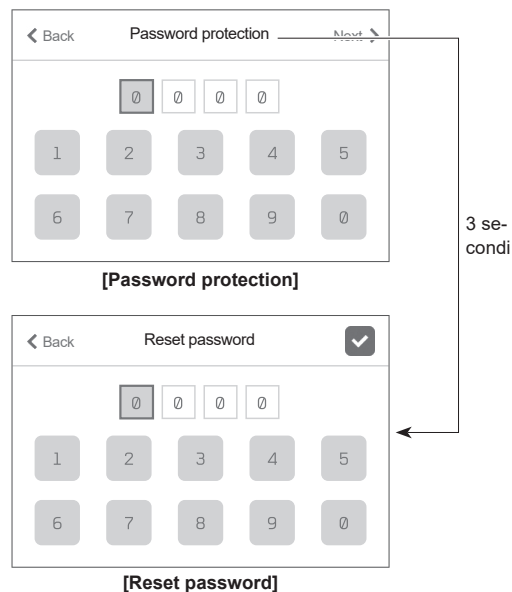 Back Password protection Next
0 0 0 0
1 2 3 4 5
6 7 8 9 0
[Password protection]
3 se-
condi
Back Reset password
0 0 0 0
1 2 3 4 5
6 7 8 9 0
[Reset password]